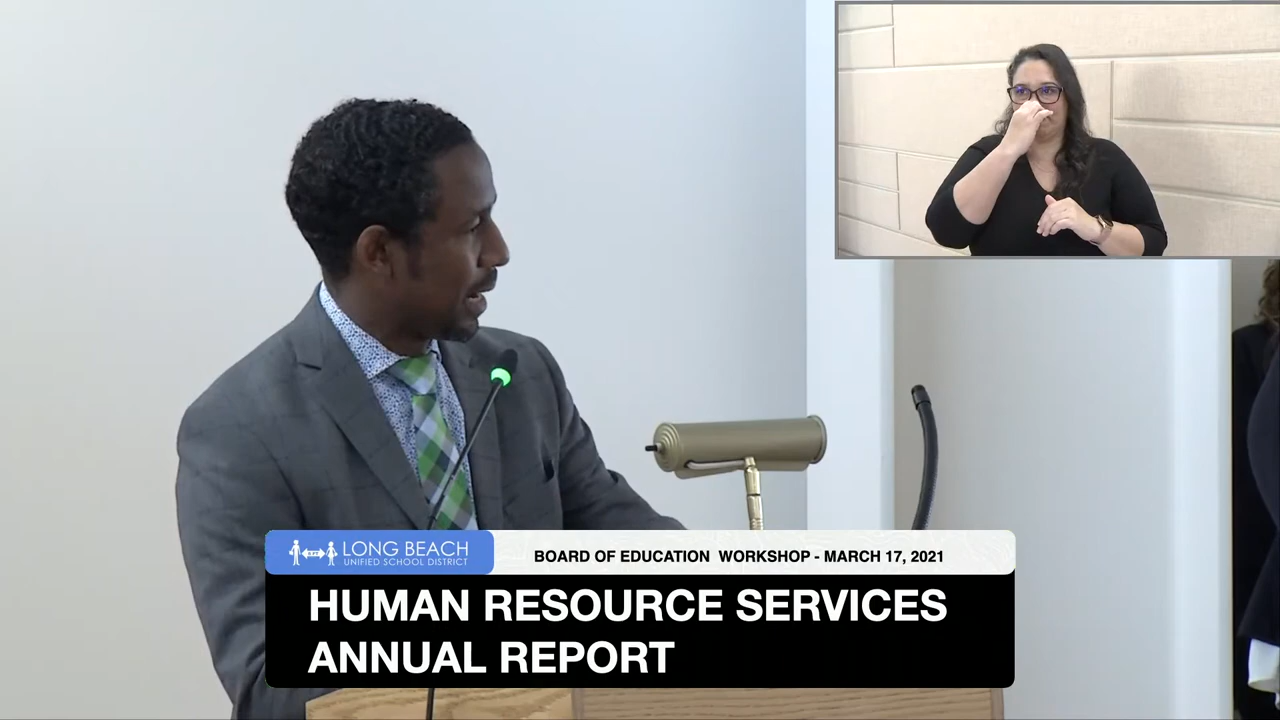 LONG BEACH
UNIFIED SCHOOL DISTRICT
BOARD OF EDUCATION WORKSHOP - MARCH 17, 2021
HUMAN RESOURCE SERVICES
ANNUAL REPORT